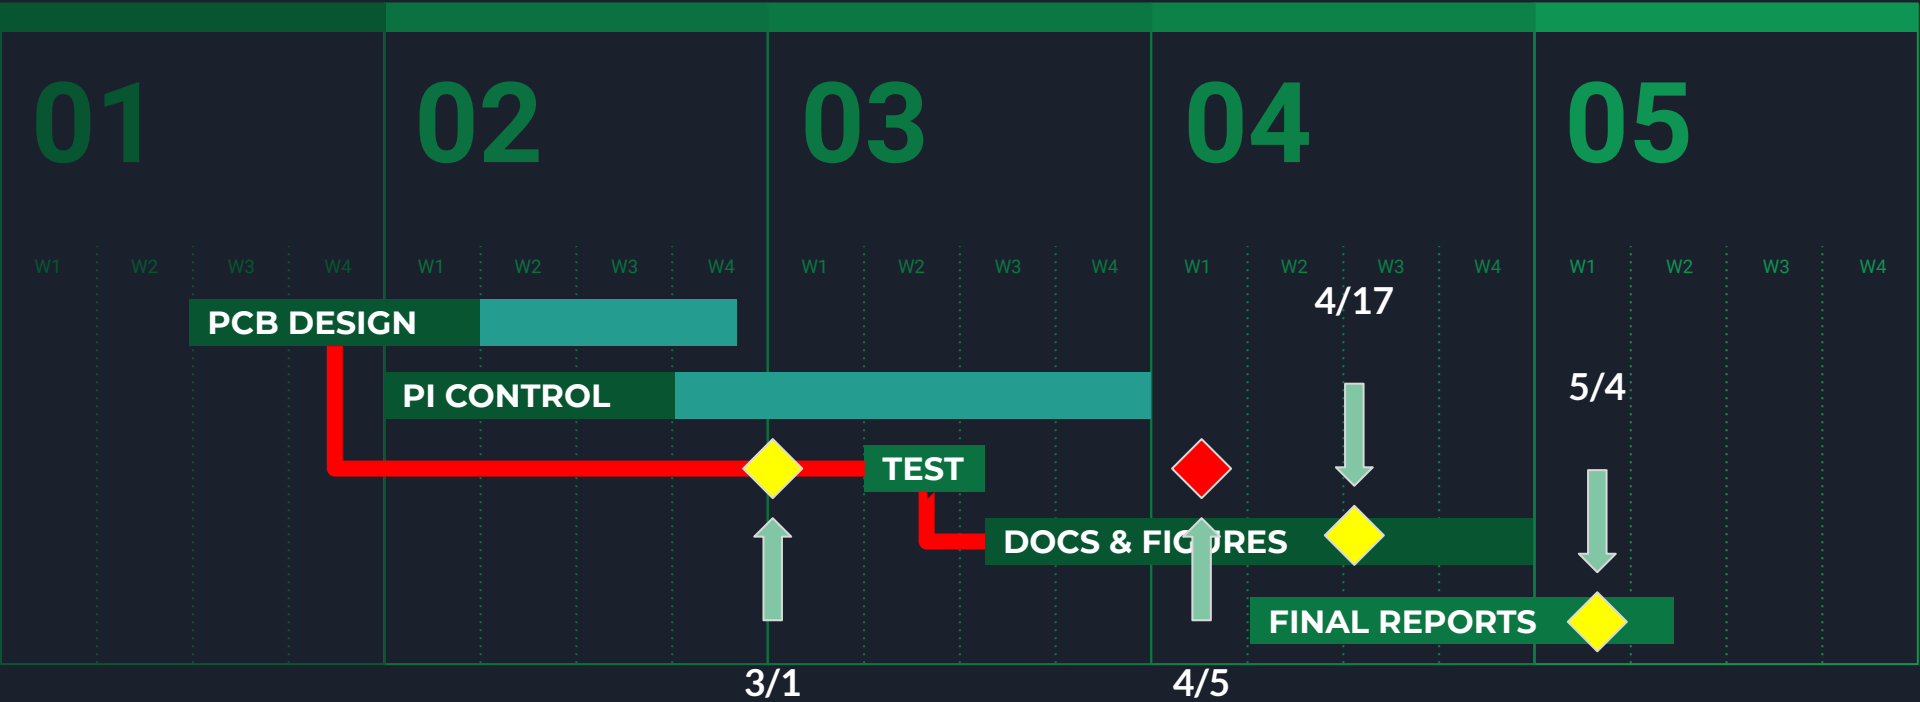 01 02 03 04 05
W1 W2 W3 W4 W1 W2 W3 W4 W1 W2 W3 W4 W1 W2 W3 W4 W1 W2 W3 W4
4/17
PCB DESIGN
5/4
PI CONTROL
TEST
DOCS & FIGURES
FINAL REPORTS
3/1 4/5